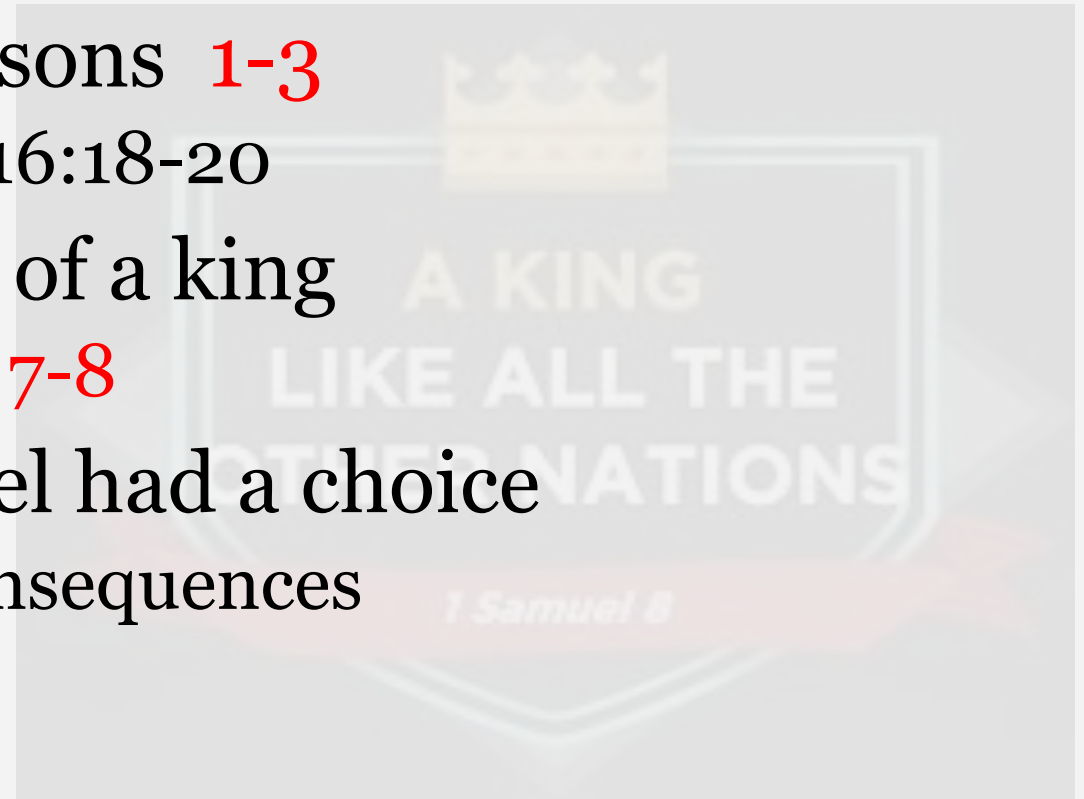 sons 1-3
16:18-20
of a king
7-8
el had a choice
nsequences
A KING
LIKE ALL THE
OTHER NATIONS
1 Samuel 8